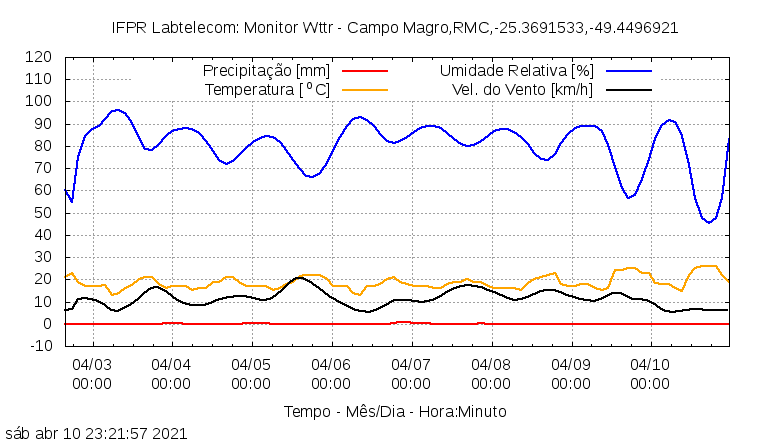 IFPR Labtelecom: Monitor Wttr - Campo Magro,RMC,-25.3691533,-49.4496921
Precipitação [mm]
Temperatura [⁰C]
Umidade Relativa [%]
Vel. do Vento [km/h]
120
110
100
90
80
70
60
50
40
30
20
10
0
-10
04/03 04/04 04/05 04/06 04/07 04/08 04/09 04/10
00:00 00:00 00:00 00:00 00:00 00:00 00:00 00:00
Tempo - Mês/Dia - Hora:Minuto
sáb abr 10 23:21:57 2021